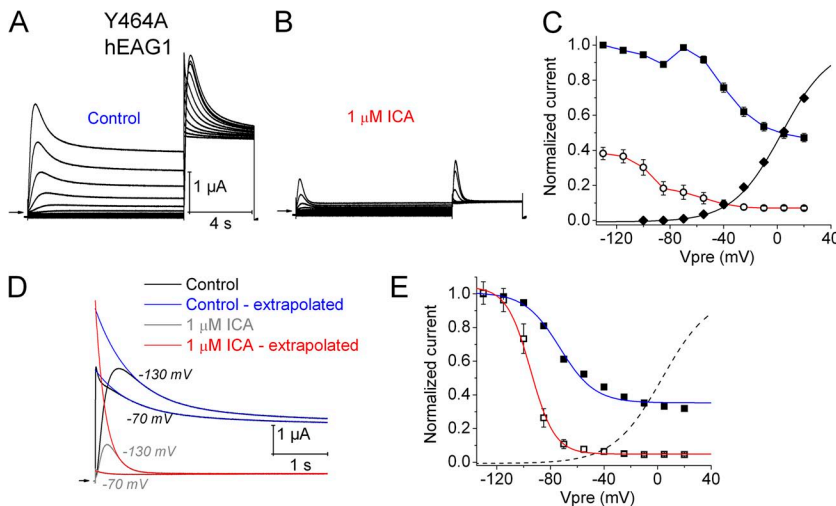 A
Y464A
hEAG1
Control
1 µA
4 s
B
1 µM ICA
C
Normalized current
1.0
0.8
0.6
0.4
0.2
0.0
-120
-80
-40
0
40
Vpre (mV)
D
Control
Control - extrapolated
1 µM ICA
1 µM ICA - extrapolated
-130 mV
-70 mV
-130 mV
-70 mV
1 µA
1 s
E
Normalized current
1.0
0.8
0.6
0.4
0.2
0.0
-120
-80
-40
0
40
Vpre (mV)